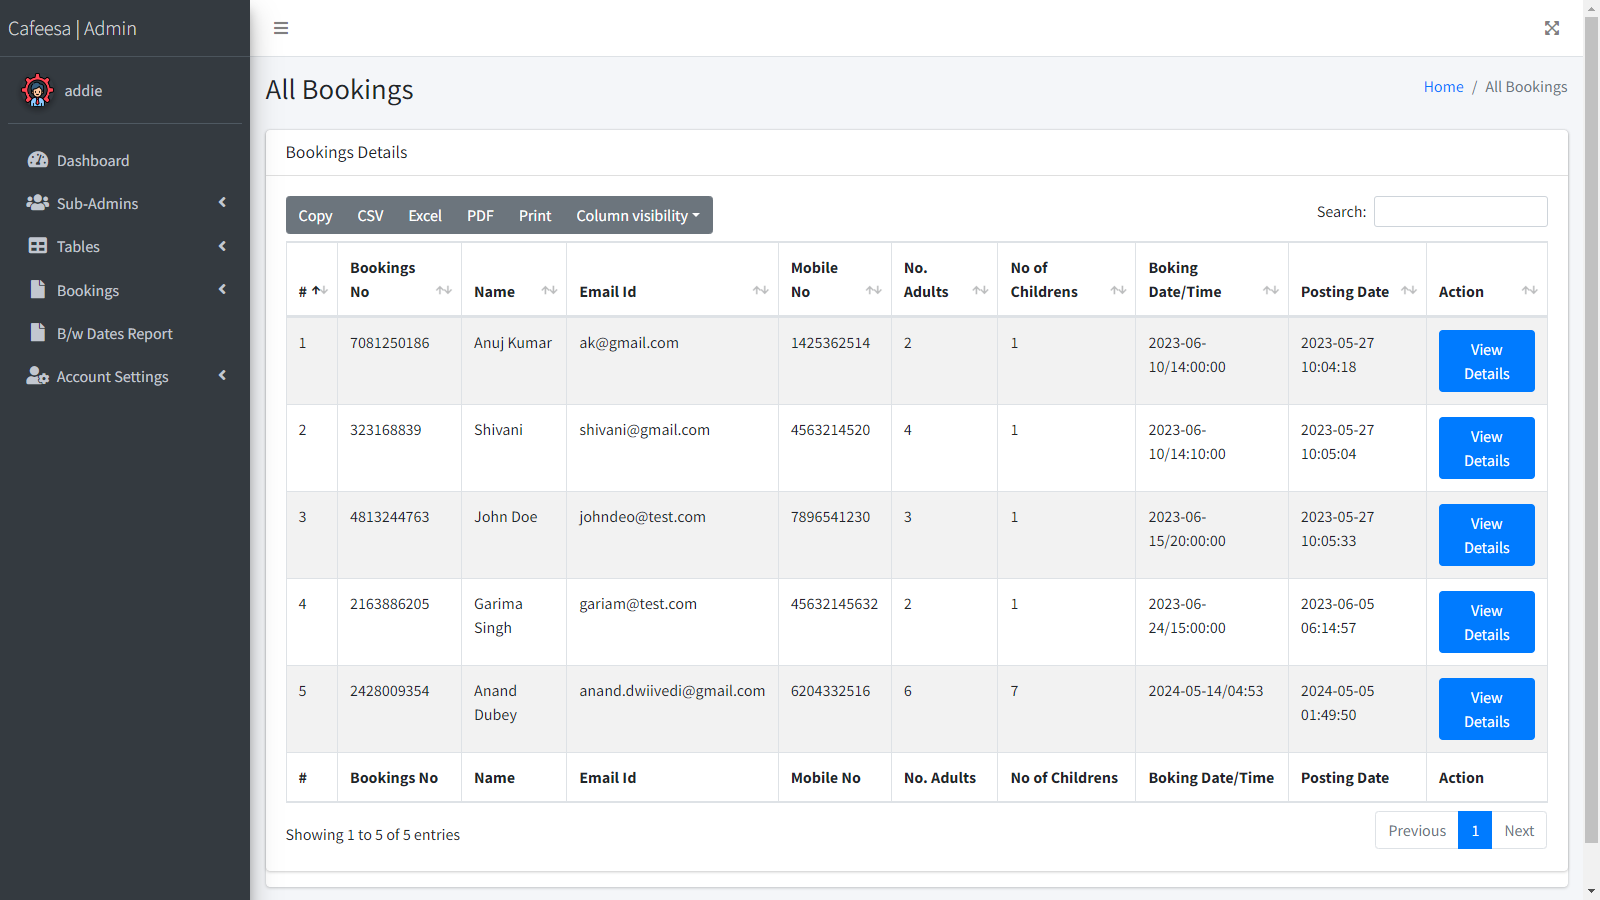 Cafeesa | Admin
addie
Dashboard
Sub-Admins
Tables
Bookings
B/w Dates Report
Account Settings
All Bookings
Home / All Bookings
Bookings Details
Copy CSV Excel PDF Print Column visibility
Search:
# Bookings No Name Email Id Mobile No No. Adults No of Childrens Boking Date/Time Posting Date Action
1 7081250186 Anuj Kumar ak@gmail.com 1425362514 2 1 2023-06-10/14:00:00 2023-05-27 10:04:18 View Details
2 323168839 Shivani shivani@gmail.com 4563214520 4 1 2023-06-10/14:10:00 2023-05-27 10:05:04 View Details
3 4813244763 John Doe johndeo@test.com 7896541230 3 1 2023-06-15/20:00:00 2023-05-27 10:05:33 View Details
4 2163886205 Garima Singh gariam@test.com 45632145632 2 1 2023-06-24/15:00:00 2023-06-05 06:14:57 View Details
5 2428009354 Anand Dubey anand.dwiivedi@gmail.com 6204332516 6 7 2024-05-14/04:53 2024-05-05 01:49:50 View Details
# Bookings No Name Email Id Mobile No No. Adults No of Childrens Boking Date/Time Posting Date Action
Showing 1 to 5 of 5 entries
Previous 1 Next